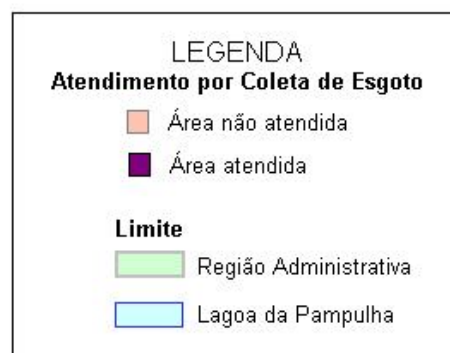 LEGENDA
Atendimento por Coleta de Esgoto
Área não atendida
Área atendida
Limite
Região Administrativa
Lagoa da Pampulha